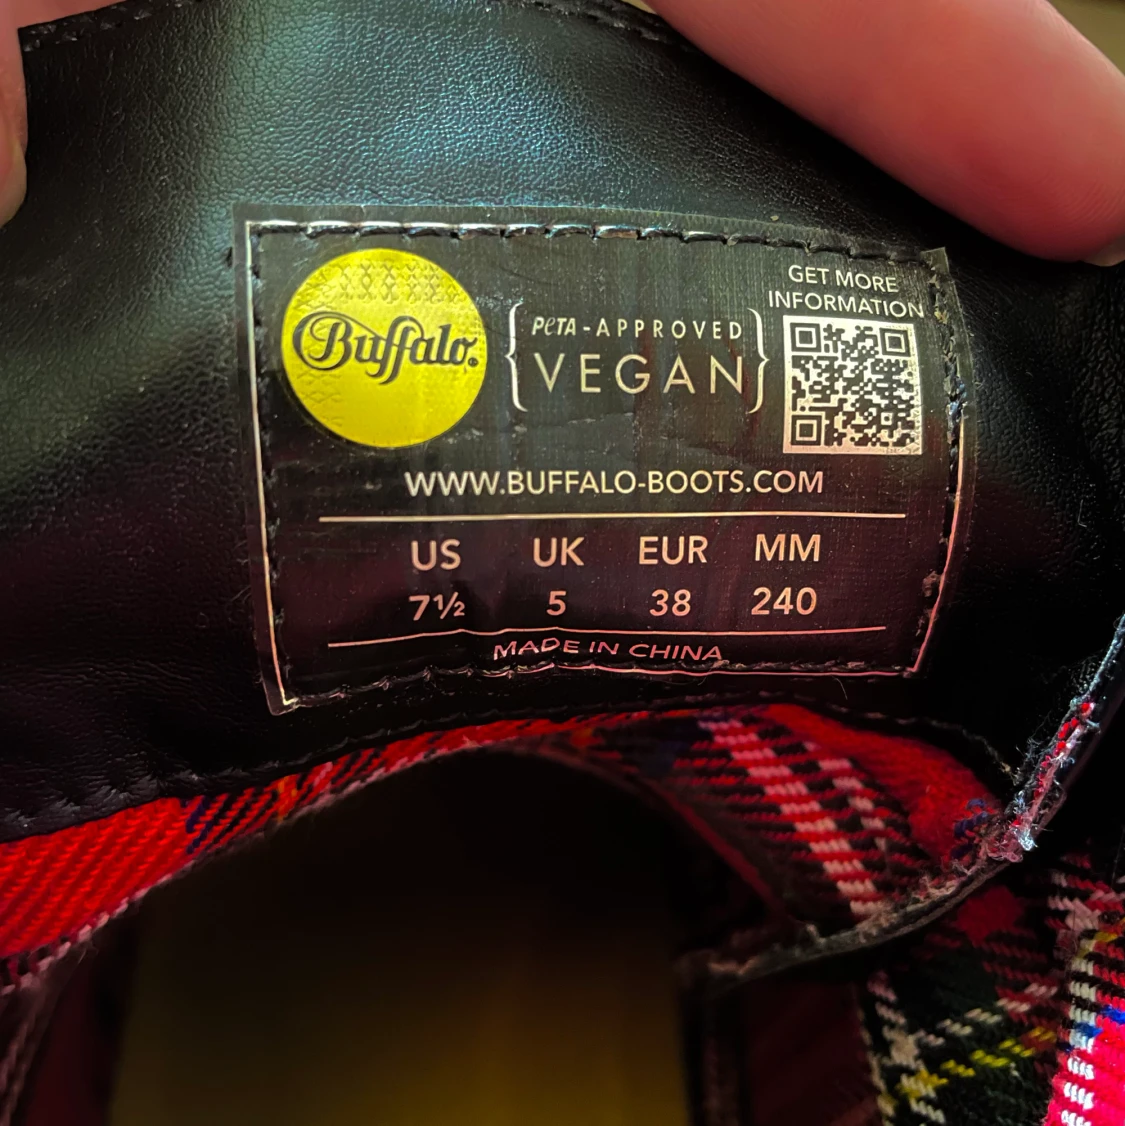 Buffalo.
PETA-APPROVED
VEGAN
GET MORE
INFORMATION
WWW.BUFFALO-BOOTS.COM
US UK EUR MM
7½ 5 38 240
MADE IN CHINA